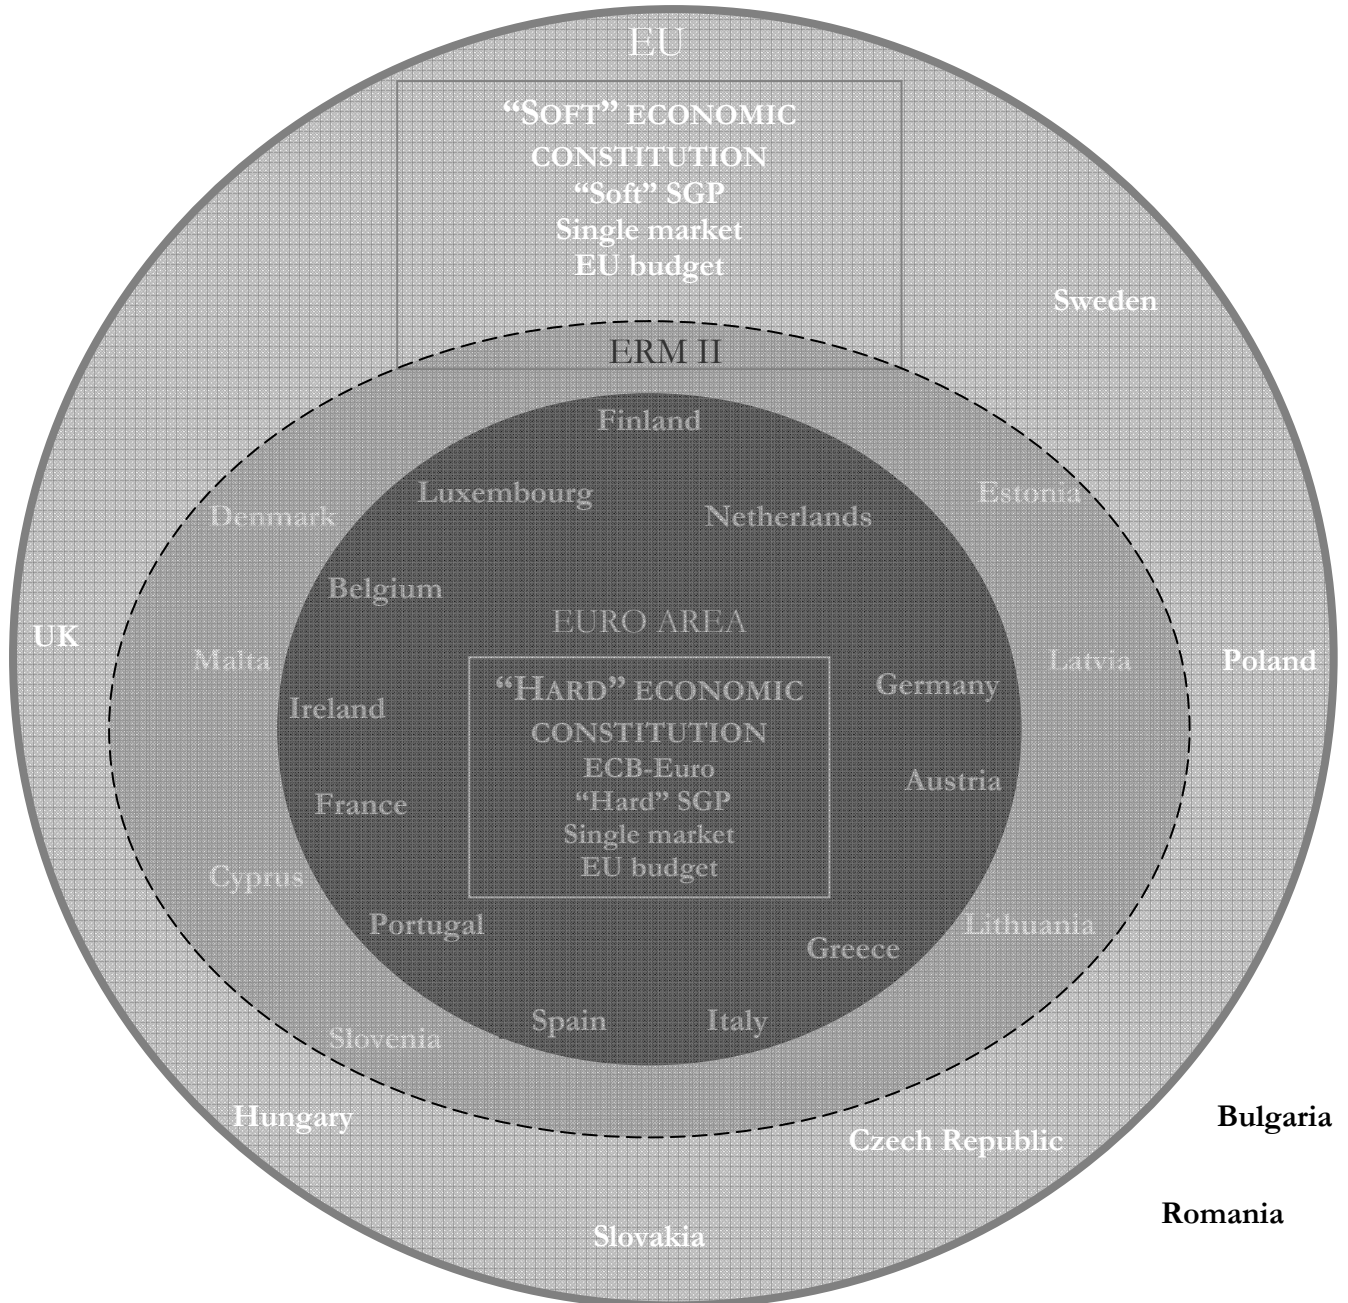 EU
“SOFT” ECONOMIC
CONSTITUTION
“Soft” SGP
Single market
EU budget
Sweden
ERM II
Finland
Luxembourg
Estonia
Denmark
Netherlands
Belgium
EURO AREA
UK
Malta
Latvia
Poland
“HARD” ECONOMIC
CONSTITUTION
ECB-Euro
“Hard” SGP
Single market
EU budget
Germany
Ireland
Austria
France
Cyprus
Portugal
Lithuania
Greece
Spain
Italy
Slovenia
Hungary
Bulgaria
Czech Republic
Romania
Slovakia